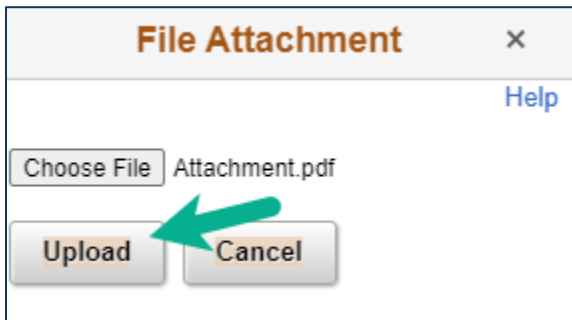 File Attachment ×
Help
Choose File Attachment.pdf
Upload Cancel